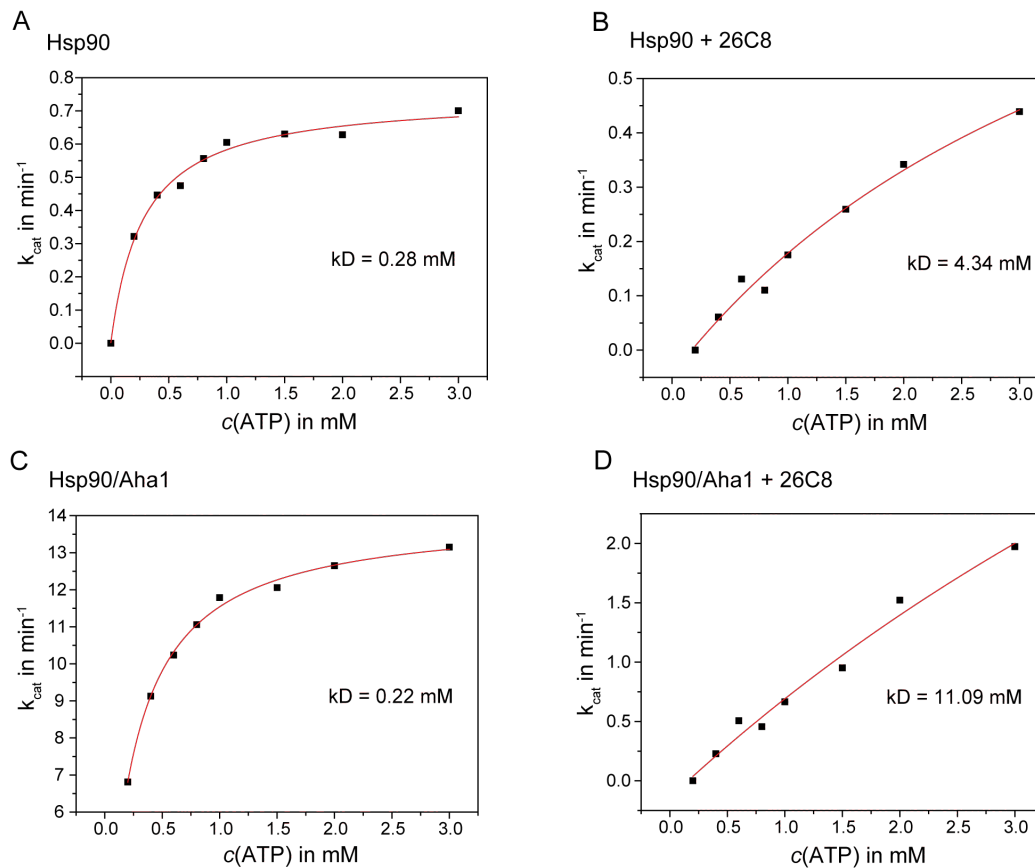 A
Hsp90
0.8
0.7
0.6
0.5
0.4
0.3
0.2
0.1
0.0
k_cat in min^-1
kD = 0.28 mM
0.0 0.5 1.0 1.5 2.0 2.5 3.0
c(ATP) in mM
B
Hsp90 + 26C8
0.5
0.4
0.3
0.2
0.1
0.0
k_cat in min^-1
kD = 4.34 mM
0.0 0.5 1.0 1.5 2.0 2.5 3.0
c(ATP) in mM
C
Hsp90/Aha1
14
13
12
11
10
9
8
7
6
k_cat in min^-1
kD = 0.22 mM
0.0 0.5 1.0 1.5 2.0 2.5 3.0
c(ATP) in mM
D
Hsp90/Aha1 + 26C8
2.0
1.5
1.0
0.5
0.0
k_cat in min^-1
kD = 11.09 mM
0.0 0.5 1.0 1.5 2.0 2.5 3.0
c(ATP) in mM